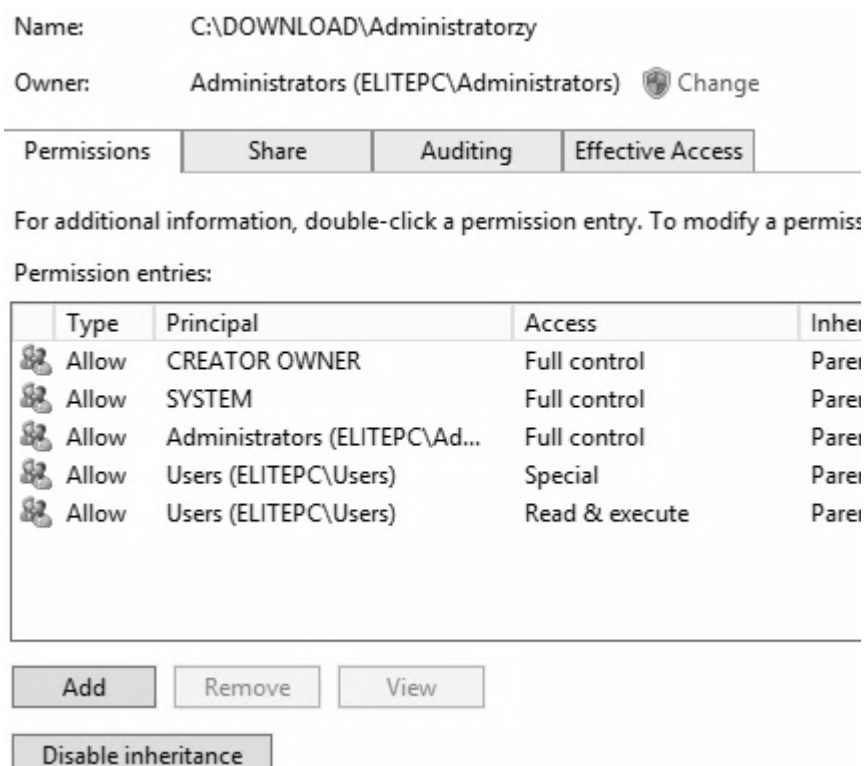 Name: C:\DOWNLOAD\Administratorzy
Owner: Administrators (ELITEPC\Administrators) Change
Permissions Share Auditing Effective Access
For additional information, double-click a permission entry. To modify a permiss
Permission entries:
Type Principal Access Inher
Allow CREATOR OWNER Full control Parer
Allow SYSTEM Full control Parer
Allow Administrators (ELITEPC\Ad... Full control Parer
Allow Users (ELITEPC\Users) Special Parer
Allow Users (ELITEPC\Users) Read & execute Parer
Add Remove View
Disable inheritance